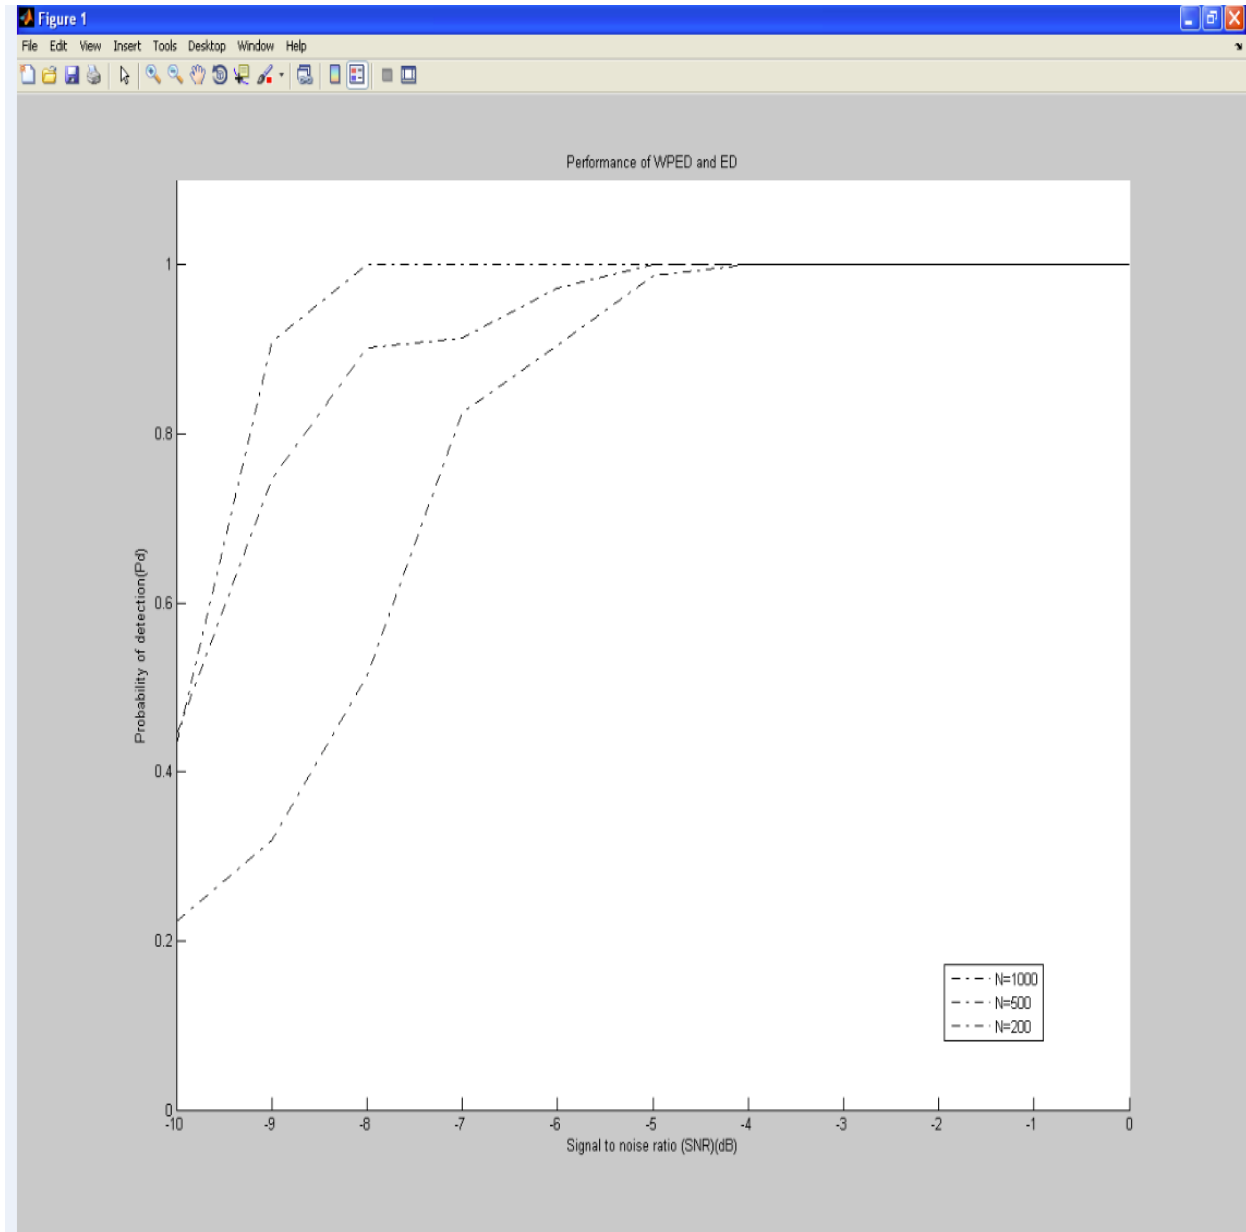 Figure 1
File Edit View Insert Tools Desktop Window Help
Performance of WPED and ED
1
0.8
0.6
0.4
0.2
0
Probability of detection(Pd)
N=1000
N=500
N=200
-10 -9 -8 -7 -6 -5 -4 -3 -2 -1 0
Signal to noise ratio (SNR)(dB)